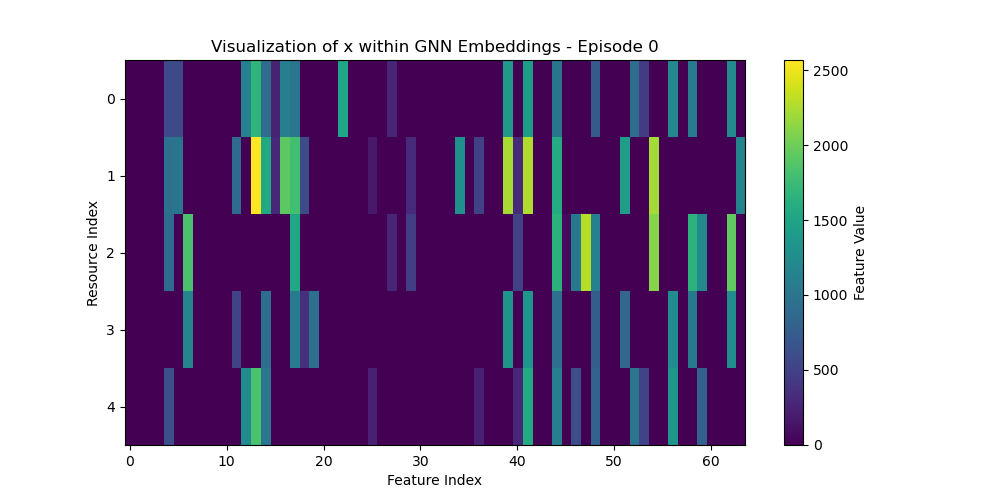 Visualization of x within GNN Embeddings - Episode 0
Resource Index
0
1
2
3
4
0 10 20 30 40 50 60
Feature Index
2500
2000
1500
1000
500
0
Feature Value